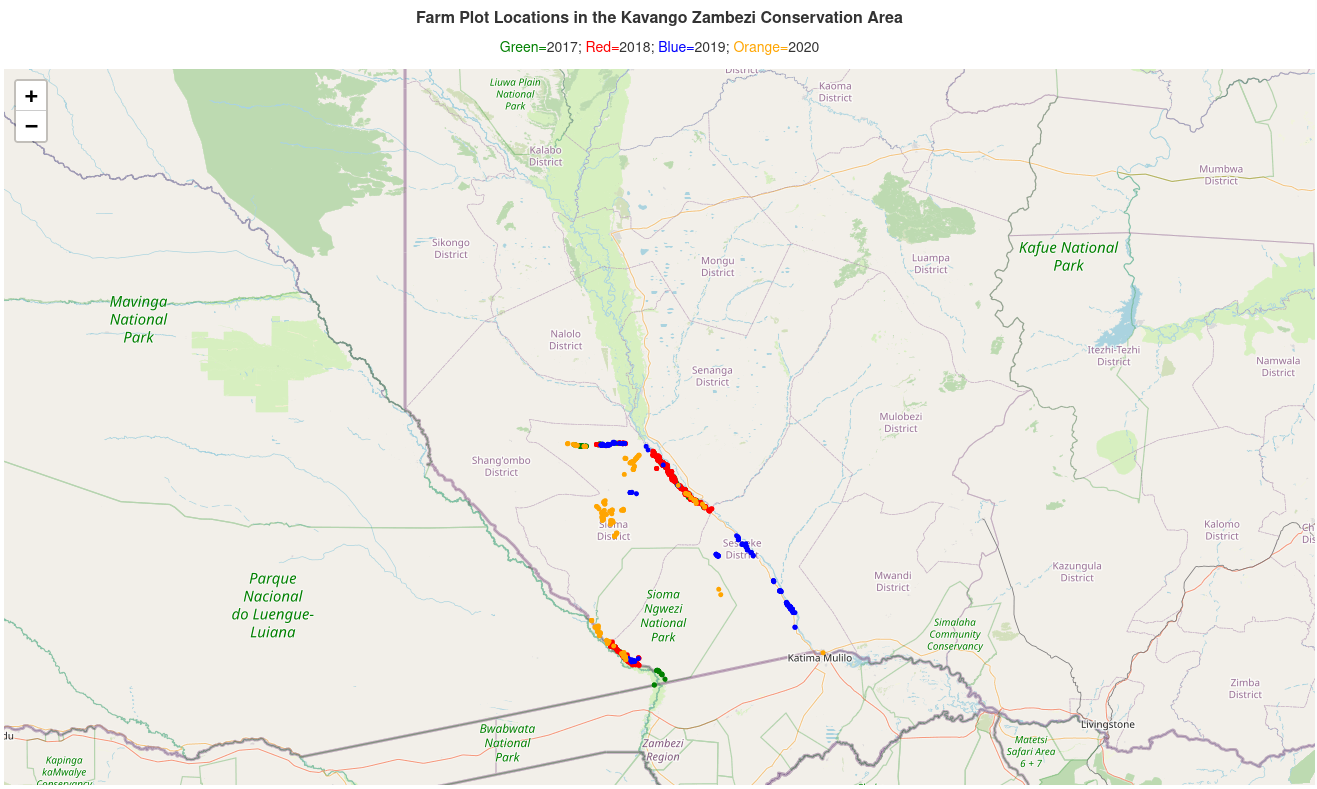 Farm Plot Locations in the Kavango Zambezi Conservation Area
Green=2017; Red=2018; Blue=2019; Orange=2020
+
−
District
Liuwa Plain
National
Park
Kaoma
District
Kalabo
District
Mumbwa
District
Sikongo
District
Mongu
District
Luampa
District
Kafue National
Park
Mavinga
National
Park
Nalolo
District
Itezhi-Tezhi
District
Namwala
District
Senanga
District
Mulobezi
District
Shang'ombo
District
Sioma
District
Kalomo
District
Sesheke
District
Kazungula
District
Mwandi
District
Parque
Nacional
do Luengue-
Luiana
Sioma
Ngwezi
National
Park
Simalaha
Community
Conservancy
Katima Mulilo
Zimba
District
Livingstone
du
Bwabwata
National
Park
Zambezi
Region
Matetsi
Safari Area
6 + 7
Kapinga
kaMwalye
Conservancy